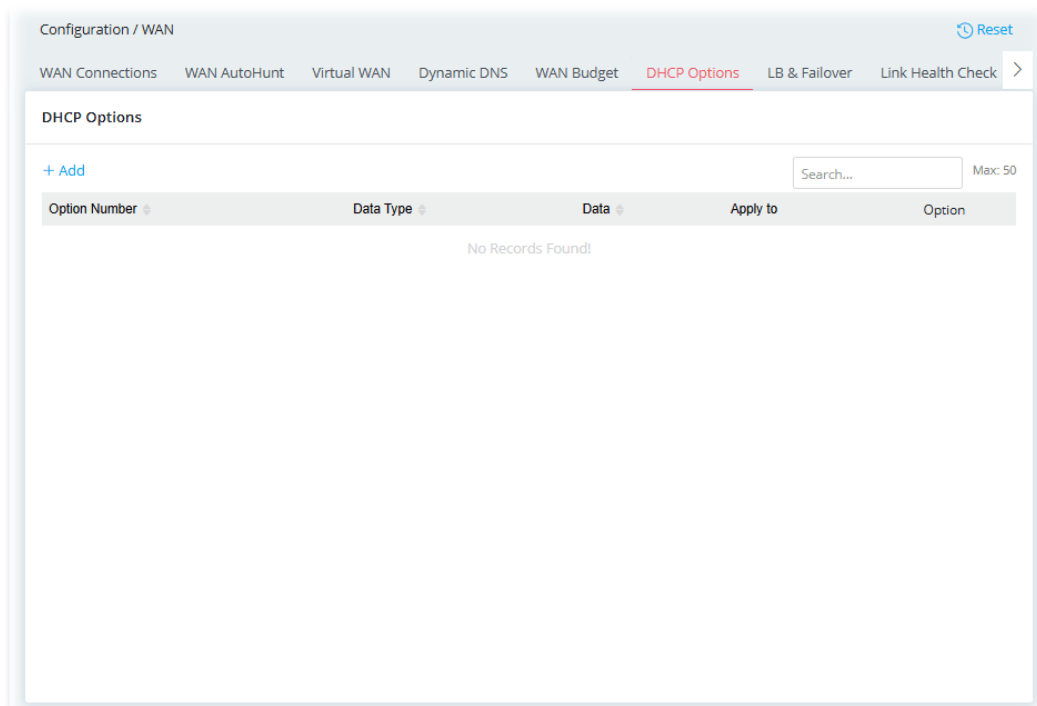 Configuration / WAN
Reset
WAN Connections WAN AutoHunt Virtual WAN Dynamic DNS WAN Budget DHCP Options LB & Failover Link Health Check
DHCP Options
+ Add
Search...
Max: 50
Option Number Data Type Data Apply to Option
No Records Found!